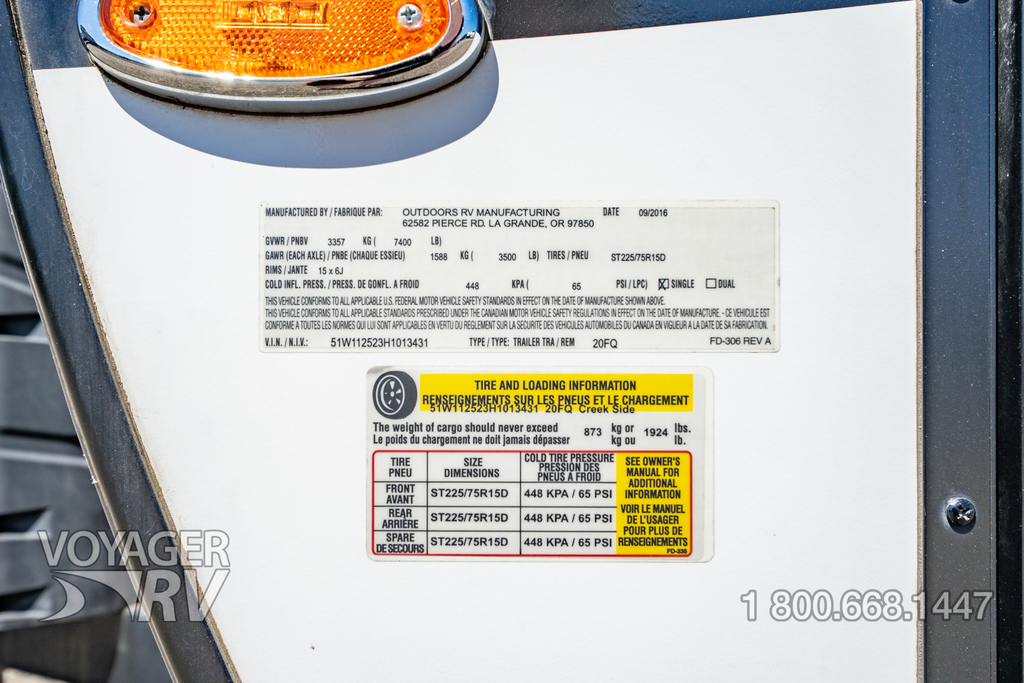 MANUFACTURED BY / FABRIQUE PAR: OUTDOORS RV MANUFACTURING DATE 09/2016
62582 PIERCE RD. LA GRANDE, OR 97850
GVWR / PNBV 3357 KG ( 7400 LB)
GAWR (EACH AXLE) / PNBE (CHAQUE ESSIEU) 1588 KG ( 3500 LB) TIRES / PNEU ST225/75R15D
RIMS / JANTE 15 x 6J
COLD INFL. PRESS. / PRESS. DE GONFL. A FROID 448 KPA ( 65 PSI / LPC) X SINGLE DUAL
THIS VEHICLE CONFORMS TO ALL APPLICABLE U.S. FEDERAL MOTOR VEHICLE SAFETY STANDARDS IN EFFECT ON THE DATE OF MANUFACTURE SHOWN ABOVE.
THIS VEHICLE CONFORMS TO ALL APPLICABLE STANDARDS PRESCRIBED UNDER THE CANADIAN MOTOR VEHICLE SAFETY REGULATIONS IN EFFECT ON THE DATE OF MANUFACTURE. - CE VEHICULE EST
CONFORME A TOUTES LES NORMES QUI LUI SONT APPLICABLES EN VERTU DU REGLEMENT SUR LA SECURITE DES VEHICULES AUTOMOBILES DU CANADA EN VIGUEUR A LA DATE DE SA FABRICATION.
V.I.N. / N.I.V.: 51W112523H1013431 TYPE / TYPE: TRAILER TRA / REM 20FQ FD-306 REV A
TIRE AND LOADING INFORMATION
RENSEIGNEMENTS SUR LES PNEUS ET LE CHARGEMENT
51W112523H1013431 20FQ Creek Side
The weight of cargo should never exceed 873 kg or 1924 lbs.
Le poids du chargement ne doit jamais dépasser kg ou lb.
TIRE
PNEU
SIZE
DIMENSIONS
COLD TIRE PRESSURE
PRESSION DES
PNEUS A FROID
SEE OWNER'S
MANUAL FOR
ADDITIONAL
INFORMATION
VOIR LE MANUEL
DE L'USAGER
POUR PLUS DE
RENSEIGNEMENTS
FD-335
FRONT
AVANT
ST225/75R15D 448 KPA / 65 PSI
REAR
ARRIÈRE
ST225/75R15D 448 KPA / 65 PSI
SPARE
DE SECOURS
ST225/75R15D 448 KPA / 65 PSI
VOYAGER
RV
1 800.668.1447